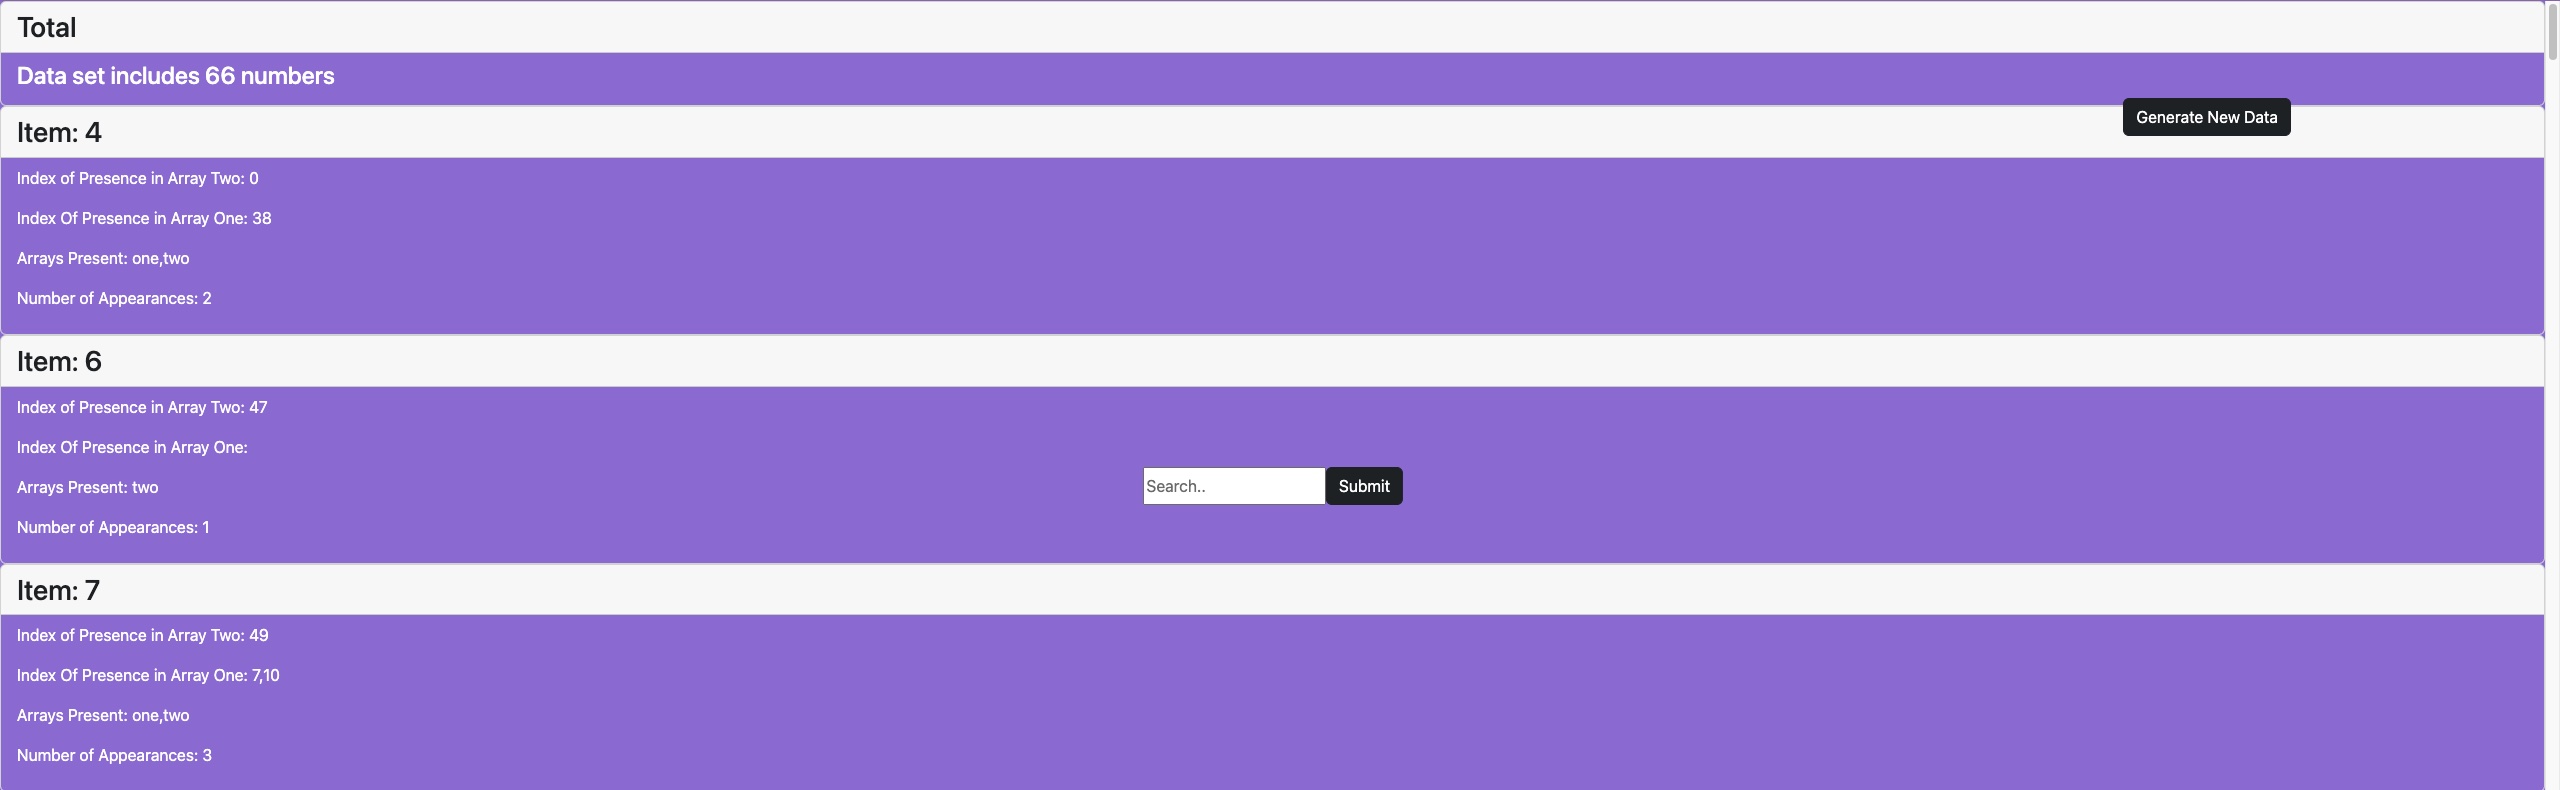 Total
Data set includes 66 numbers
Generate New Data
Item: 4
Index of Presence in Array Two: 0
Index Of Presence in Array One: 38
Arrays Present: one,two
Number of Appearances: 2
Item: 6
Index of Presence in Array Two: 47
Index Of Presence in Array One:
Arrays Present: two
Search.. Submit
Number of Appearances: 1
Item: 7
Index of Presence in Array Two: 49
Index Of Presence in Array One: 7,10
Arrays Present: one,two
Number of Appearances: 3